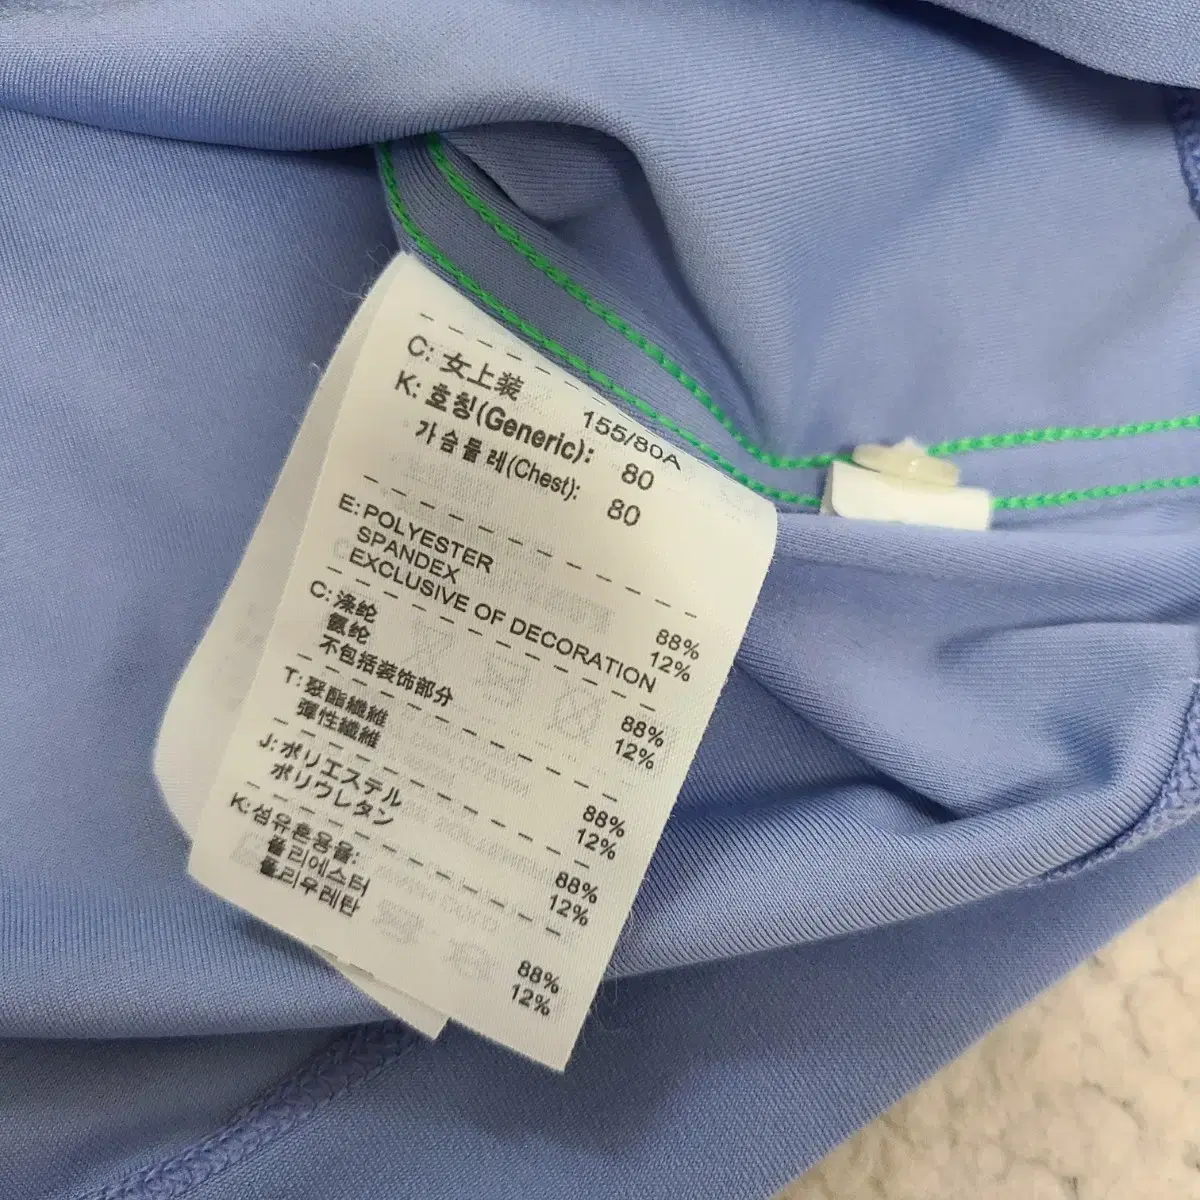 C: 女上装 155/80A
K: 호칭(Generic): 80
가슴둘레(Chest): 80
E: POLYESTER 88%
SPANDEX 12%
EXCLUSIVE OF DECORATION
C: 涤纶 88%
氨纶 12%
不包括装饰部分
T: 聚酯纖維 88%
彈性纖維 12%
J: ポリエステル 88%
ポリウレタン 12%
K: 섬유혼용율:
폴리에스터 88%
폴리우레탄 12%